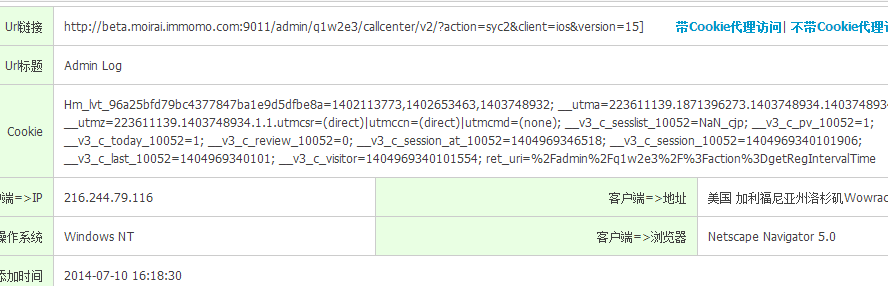 Url链接 http://beta.moirai.immomo.com:9011/admin/q1w2e3/callcenter/v2/?action=syc2&client=ios&version=15] 带Cookie代理访问| 不带Cookie代理
Url标题 Admin Log
Cookie
Hm_lvt_96a25bfd79bc4377847ba1e9d5dfbe8a=1402113773,1402653463,1403748932; __utma=223611139.1871396273.1403748934.1403748934
__utmz=223611139.1403748934.1.1.utmcsr=(direct)|utmccn=(direct)|utmcmd=(none); __v3_c_sesslist_10052=NaN_cjp; __v3_c_pv_10052=1;
__v3_c_today_10052=1; __v3_c_review_10052=0; __v3_c_session_at_10052=1404969346518; __v3_c_session_10052=1404969340101906;
__v3_c_last_10052=1404969340101; __v3_c_visitor=1404969340101554; ret_uri=%2Fadmin%2Fq1w2e3%2F%3Faction%3DgetRegIntervalTime
端=>IP 216.244.79.116 客户端=>地址 美国 加利福尼亚州洛杉矶Wowrac
操作系统 Windows NT 客户端=>浏览器 Netscape Navigator 5.0
添加时间 2014-07-10 16:18:30